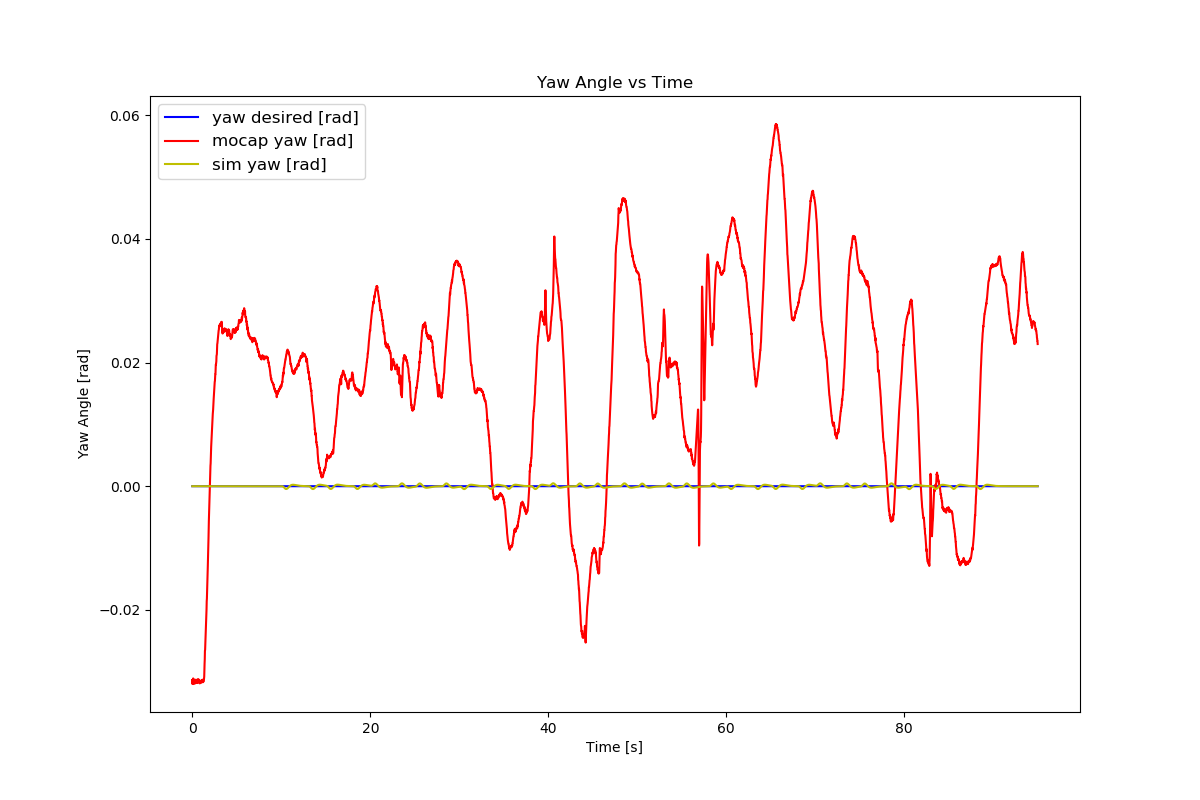 Yaw Angle vs Time
yaw desired [rad]
mocap yaw [rad]
sim yaw [rad]
Yaw Angle [rad]
0.06
0.04
0.02
0.00
−0.02
0
20
40
60
80
Time [s]